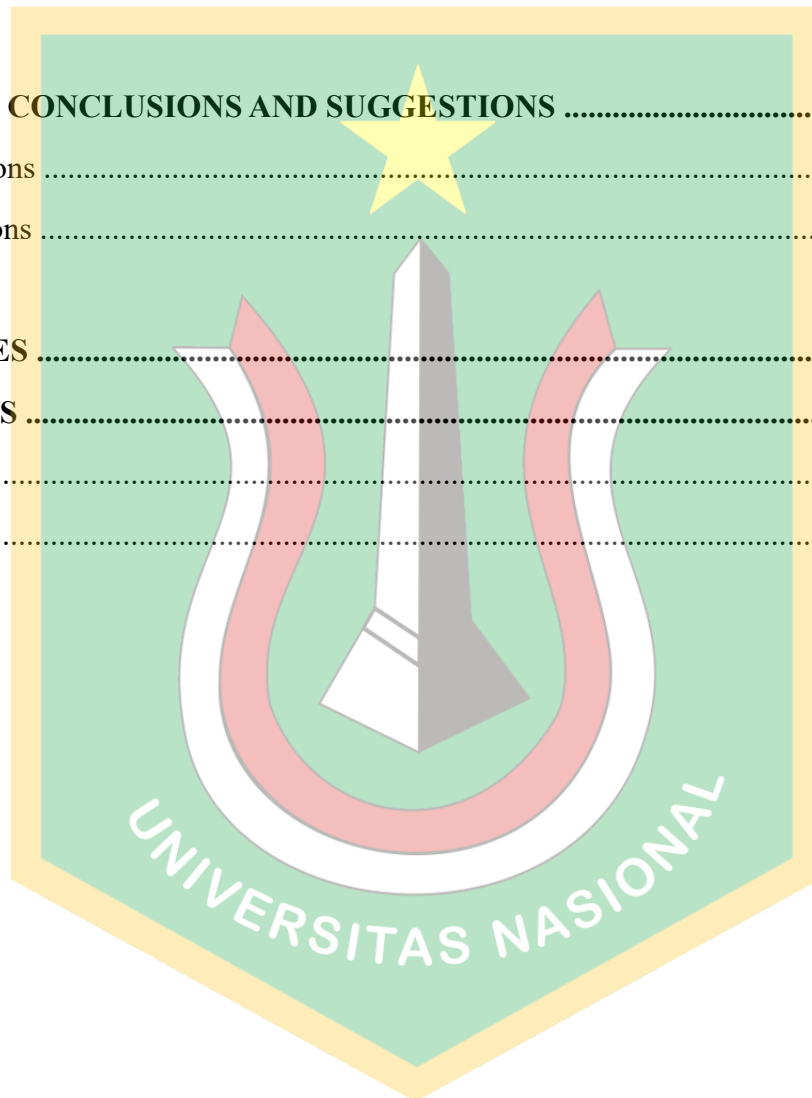 CONCLUSIONS AND SUGGESTIONS ................................
ons ................................................................................
ons ................................................................................
ES ................................................................................
S ................................................................................
................................................................................
................................................................................
UNIVERSITAS NASIONAL